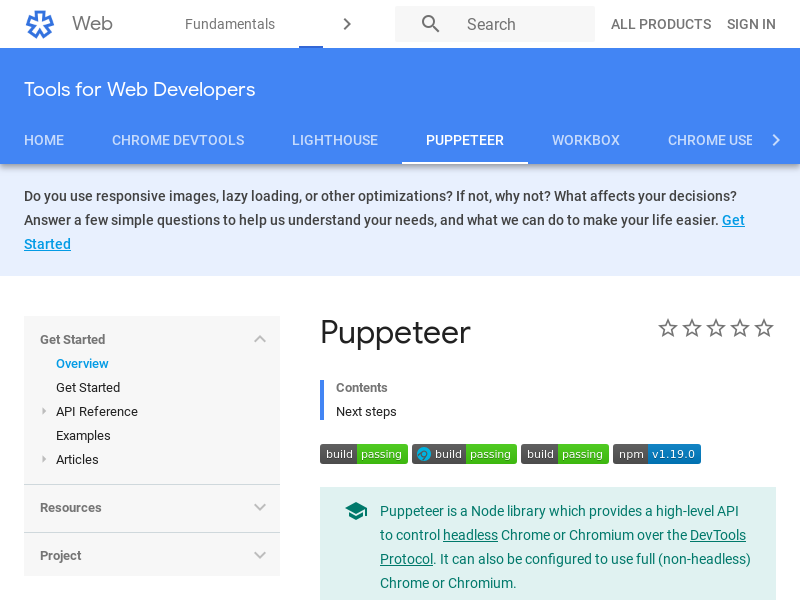 Web
Fundamentals
Search
ALL PRODUCTS
SIGN IN
Tools for Web Developers
HOME
CHROME DEVTOOLS
LIGHTHOUSE
PUPPETEER
WORKBOX
CHROME USE
Do you use responsive images, lazy loading, or other optimizations? If not, why not? What affects your decisions?
Answer a few simple questions to help us understand your needs, and what we can do to make your life easier. Get
Started
Get Started
Overview
Get Started
API Reference
Examples
Articles
Resources
Project
Puppeteer
Contents
Next steps
build passing
build passing
build passing
npm v1.19.0
Puppeteer is a Node library which provides a high-level API
to control headless Chrome or Chromium over the DevTools
Protocol. It can also be configured to use full (non-headless)
Chrome or Chromium.